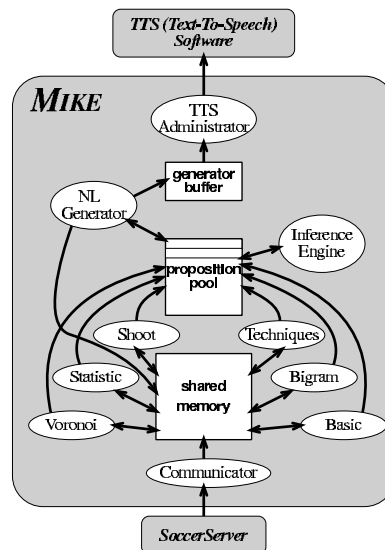 TTS (Text-To-Speech)
Software
MIKE
TTS
Administrator
generator
buffer
NL
Generator
Inference
Engine
proposition
pool
Shoot
Techniques
Statistic
shared
memory
Bigram
Voronoi
Basic
Communicator
SoccerServer